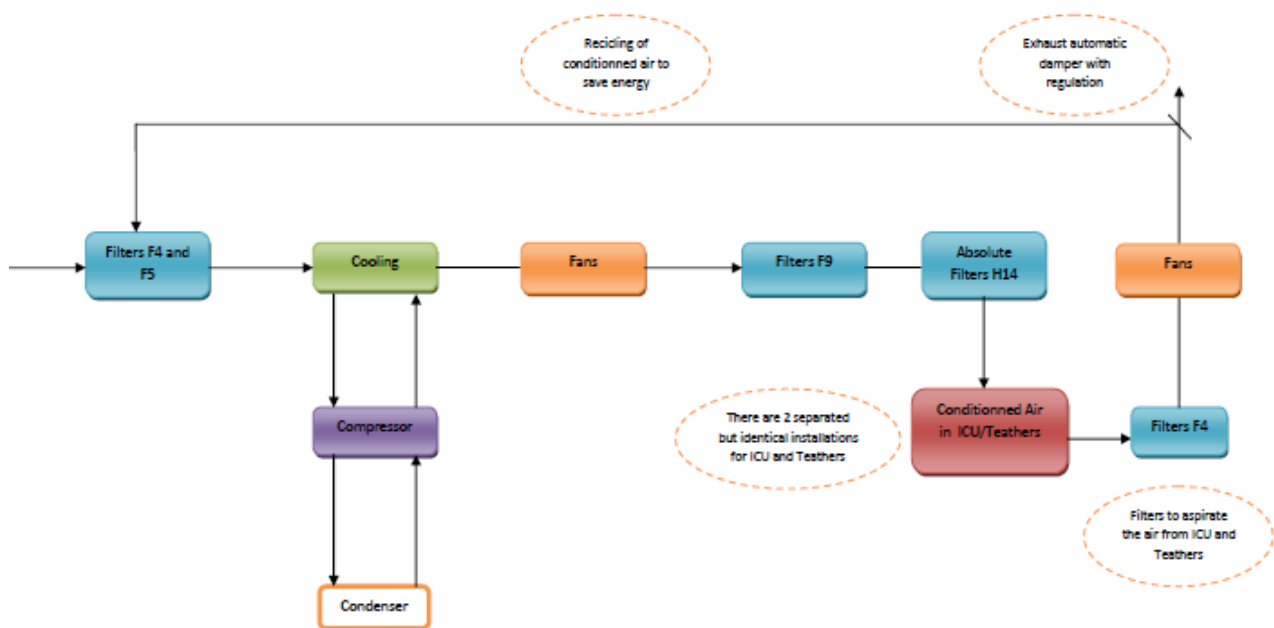 Recicling of
conditionned air to
save energy
Exhaust automatic
damper with
regulation
Filters F4 and
F5
Cooling
Fans
Filters F9
Absolute
Filters H14
Fans
Compressor
There are 2 separated
but identical installations
for ICU and Teathers
Conditionned Air
in ICU/Teathers
Filters F4
Filters to aspirate
the air from ICU and
Teathers
Condenser